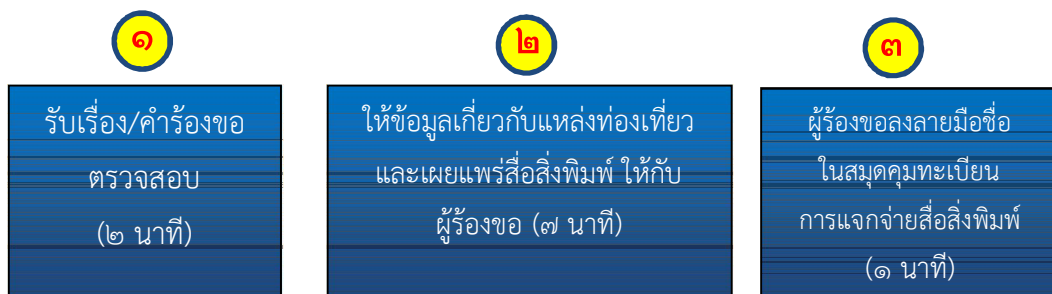 ๑
รับเรื่อง/คำร้องขอ
ตรวจสอบ
(๒ นาที)
๒
ให้ข้อมูลเกี่ยวกับแหล่งท่องเที่ยว
และเผยแพร่สื่อสิ่งพิมพ์ ให้กับ
ผู้ร้องขอ (๗ นาที)
๓
ผู้ร้องขอลงลายมือชื่อ
ในสมุดคุมทะเบียน
การแจกจ่ายสื่อสิ่งพิมพ์
(๑ นาที)